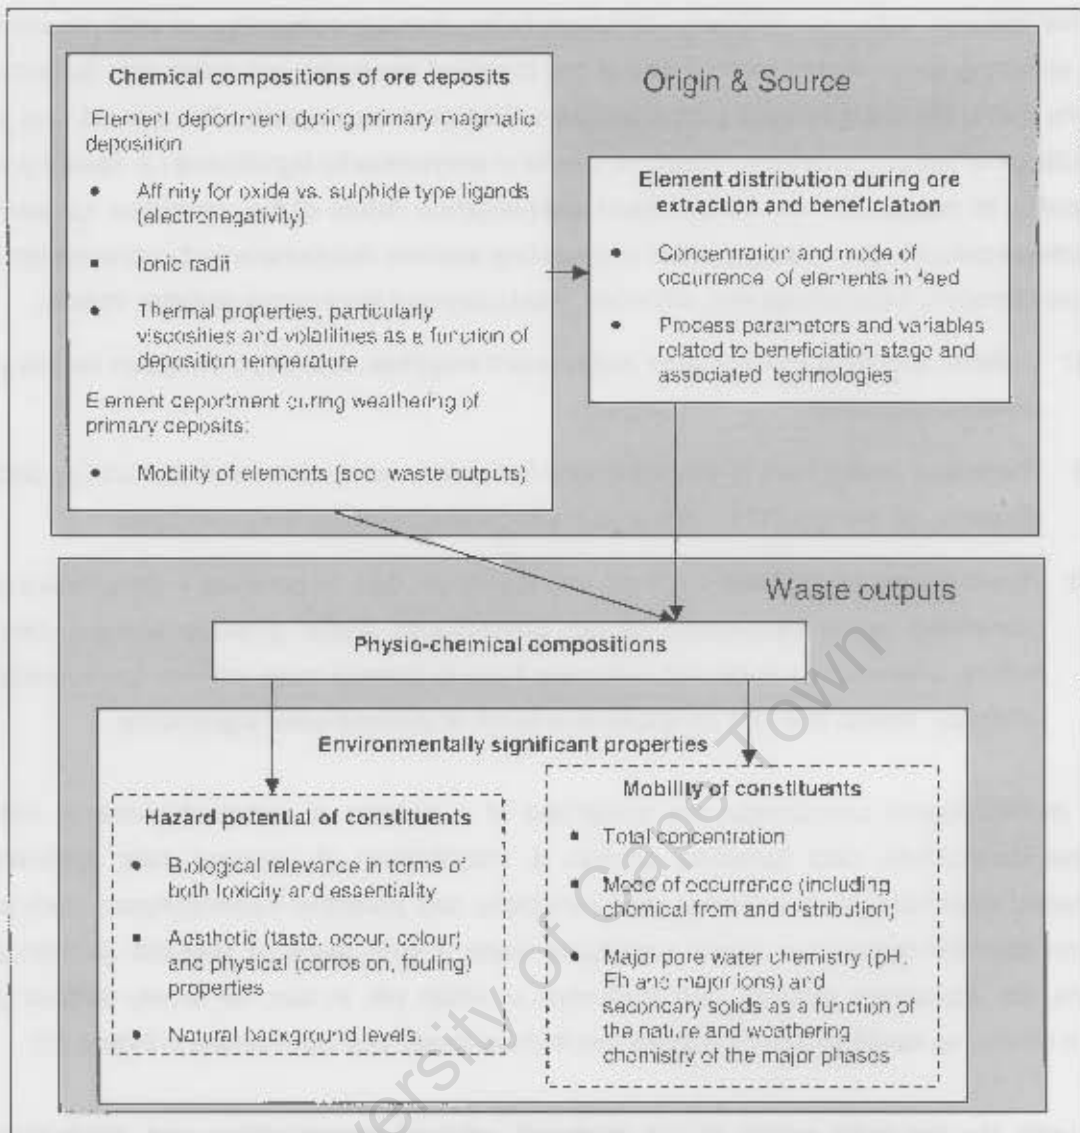 Chemical compositions of ore deposits
Element deportment during primary magmatic
deposition
• Affinity for oxide vs. sulphide type ligands
(electronegativity)
▪ Ionic radii
• Thermal properties, particularly
viscosities and volatilities as a function of
deposition temperature
Element deportment during weathering of
primary deposits:
• Mobility of elements (see waste outputs)
Origin & Source
Element distribution during ore
extraction and beneficiation
• Concentration and mode of
occurrence of elements in feed
• Process parameters and variables
related to beneficiation stage and
associated technologies
Waste outputs
Physio-chemical compositions
Environmentally significant properties
Hazard potential of constituents
• Biological relevance in terms of
both toxicity and essentiality
▪ Aesthetic (taste, odour, colour)
and physical (corrosion, fouling)
properties
• Natural background levels.
Mobility of constituents
▪ Total concentration
▪ Mode of occurrence (including
chemical from and distribution)
• Major pore water chemistry (pH,
Eh and major ions) and
secondary solids as a function of
the nature and weathering
chemistry of the major phases
University of Cape Town